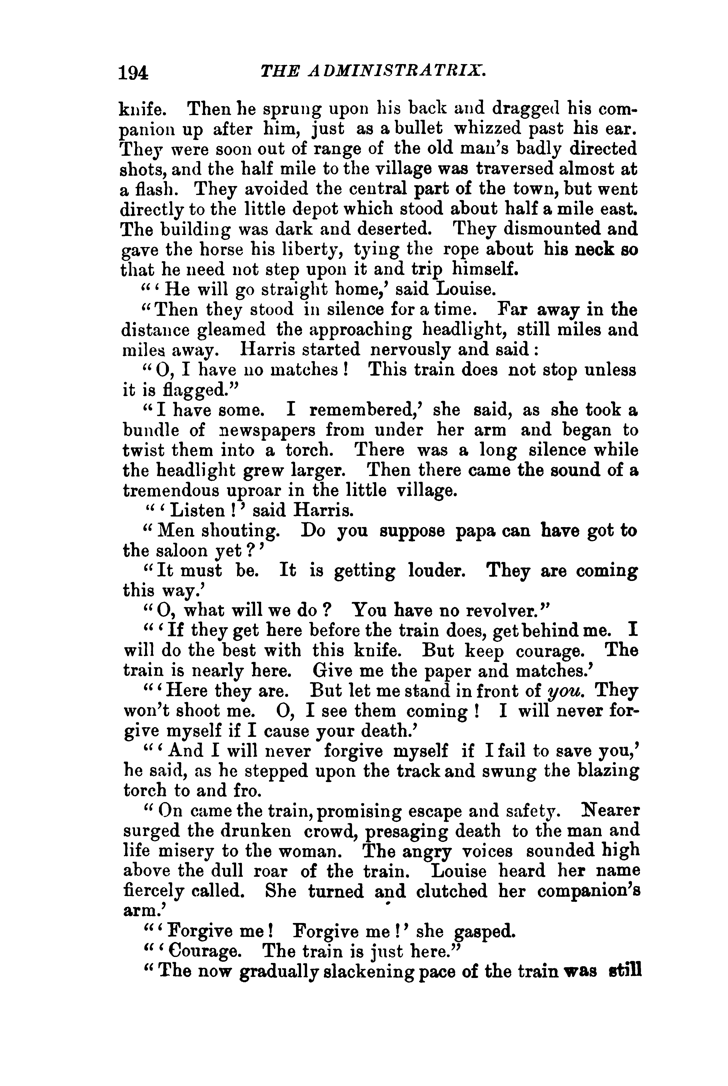 194 THE ADMINISTRATRIX.
knife. Then he sprung upon his back and dragged his com-
panion up after him, just as a bullet whizzed past his ear.
They were soon out of range of the old man's badly directed
shots, and the half mile to the village was traversed almost at
a flash. They avoided the central part of the town, but went
directly to the little depot which stood about half a mile east.
The building was dark and deserted. They dismounted and
gave the horse his liberty, tying the rope about his neck so
that he need not step upon it and trip himself.
"'He will go straight home,' said Louise.
"Then they stood in silence for a time. Far away in the
distance gleamed the approaching headlight, still miles and
miles away. Harris started nervously and said:
"O, I have no matches! This train does not stop unless
it is flagged."
"I have some. I remembered,' she said, as she took a
bundle of newspapers from under her arm and began to
twist them into a torch. There was a long silence while
the headlight grew larger. Then there came the sound of a
tremendous uproar in the little village.
"'Listen!' said Harris.
"Men shouting. Do you suppose papa can have got to
the saloon yet?'
"It must be. It is getting louder. They are coming
this way.'
"O, what will we do? You have no revolver."
"'If they get here before the train does, get behind me. I
will do the best with this knife. But keep courage. The
train is nearly here. Give me the paper and matches.'
"'Here they are. But let me stand in front of you. They
won't shoot me. O, I see them coming! I will never for-
give myself if I cause your death.'
"'And I will never forgive myself if I fail to save you,'
he said, as he stepped upon the track and swung the blazing
torch to and fro.
"On came the train, promising escape and safety. Nearer
surged the drunken crowd, presaging death to the man and
life misery to the woman. The angry voices sounded high
above the dull roar of the train. Louise heard her name
fiercely called. She turned and clutched her companion's
arm.'
"'Forgive me! Forgive me!' she gasped.
"'Courage. The train is just here."
"The now gradually slackening pace of the train was still